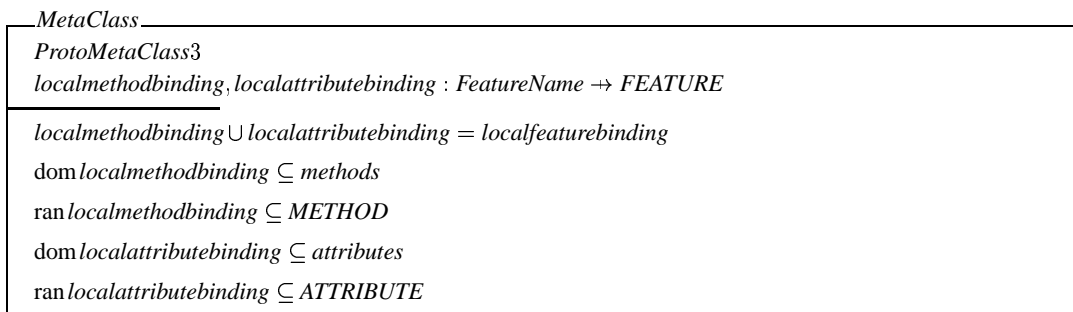 MetaClass
ProtoMetaClass3
localmethodbinding, localattributebinding : FeatureName ⇸ FEATURE
localmethodbinding ∪ localattributebinding = localfeaturebinding
dom localmethodbinding ⊆ methods
ran localmethodbinding ⊆ METHOD
dom localattributebinding ⊆ attributes
ran localattributebinding ⊆ ATTRIBUTE